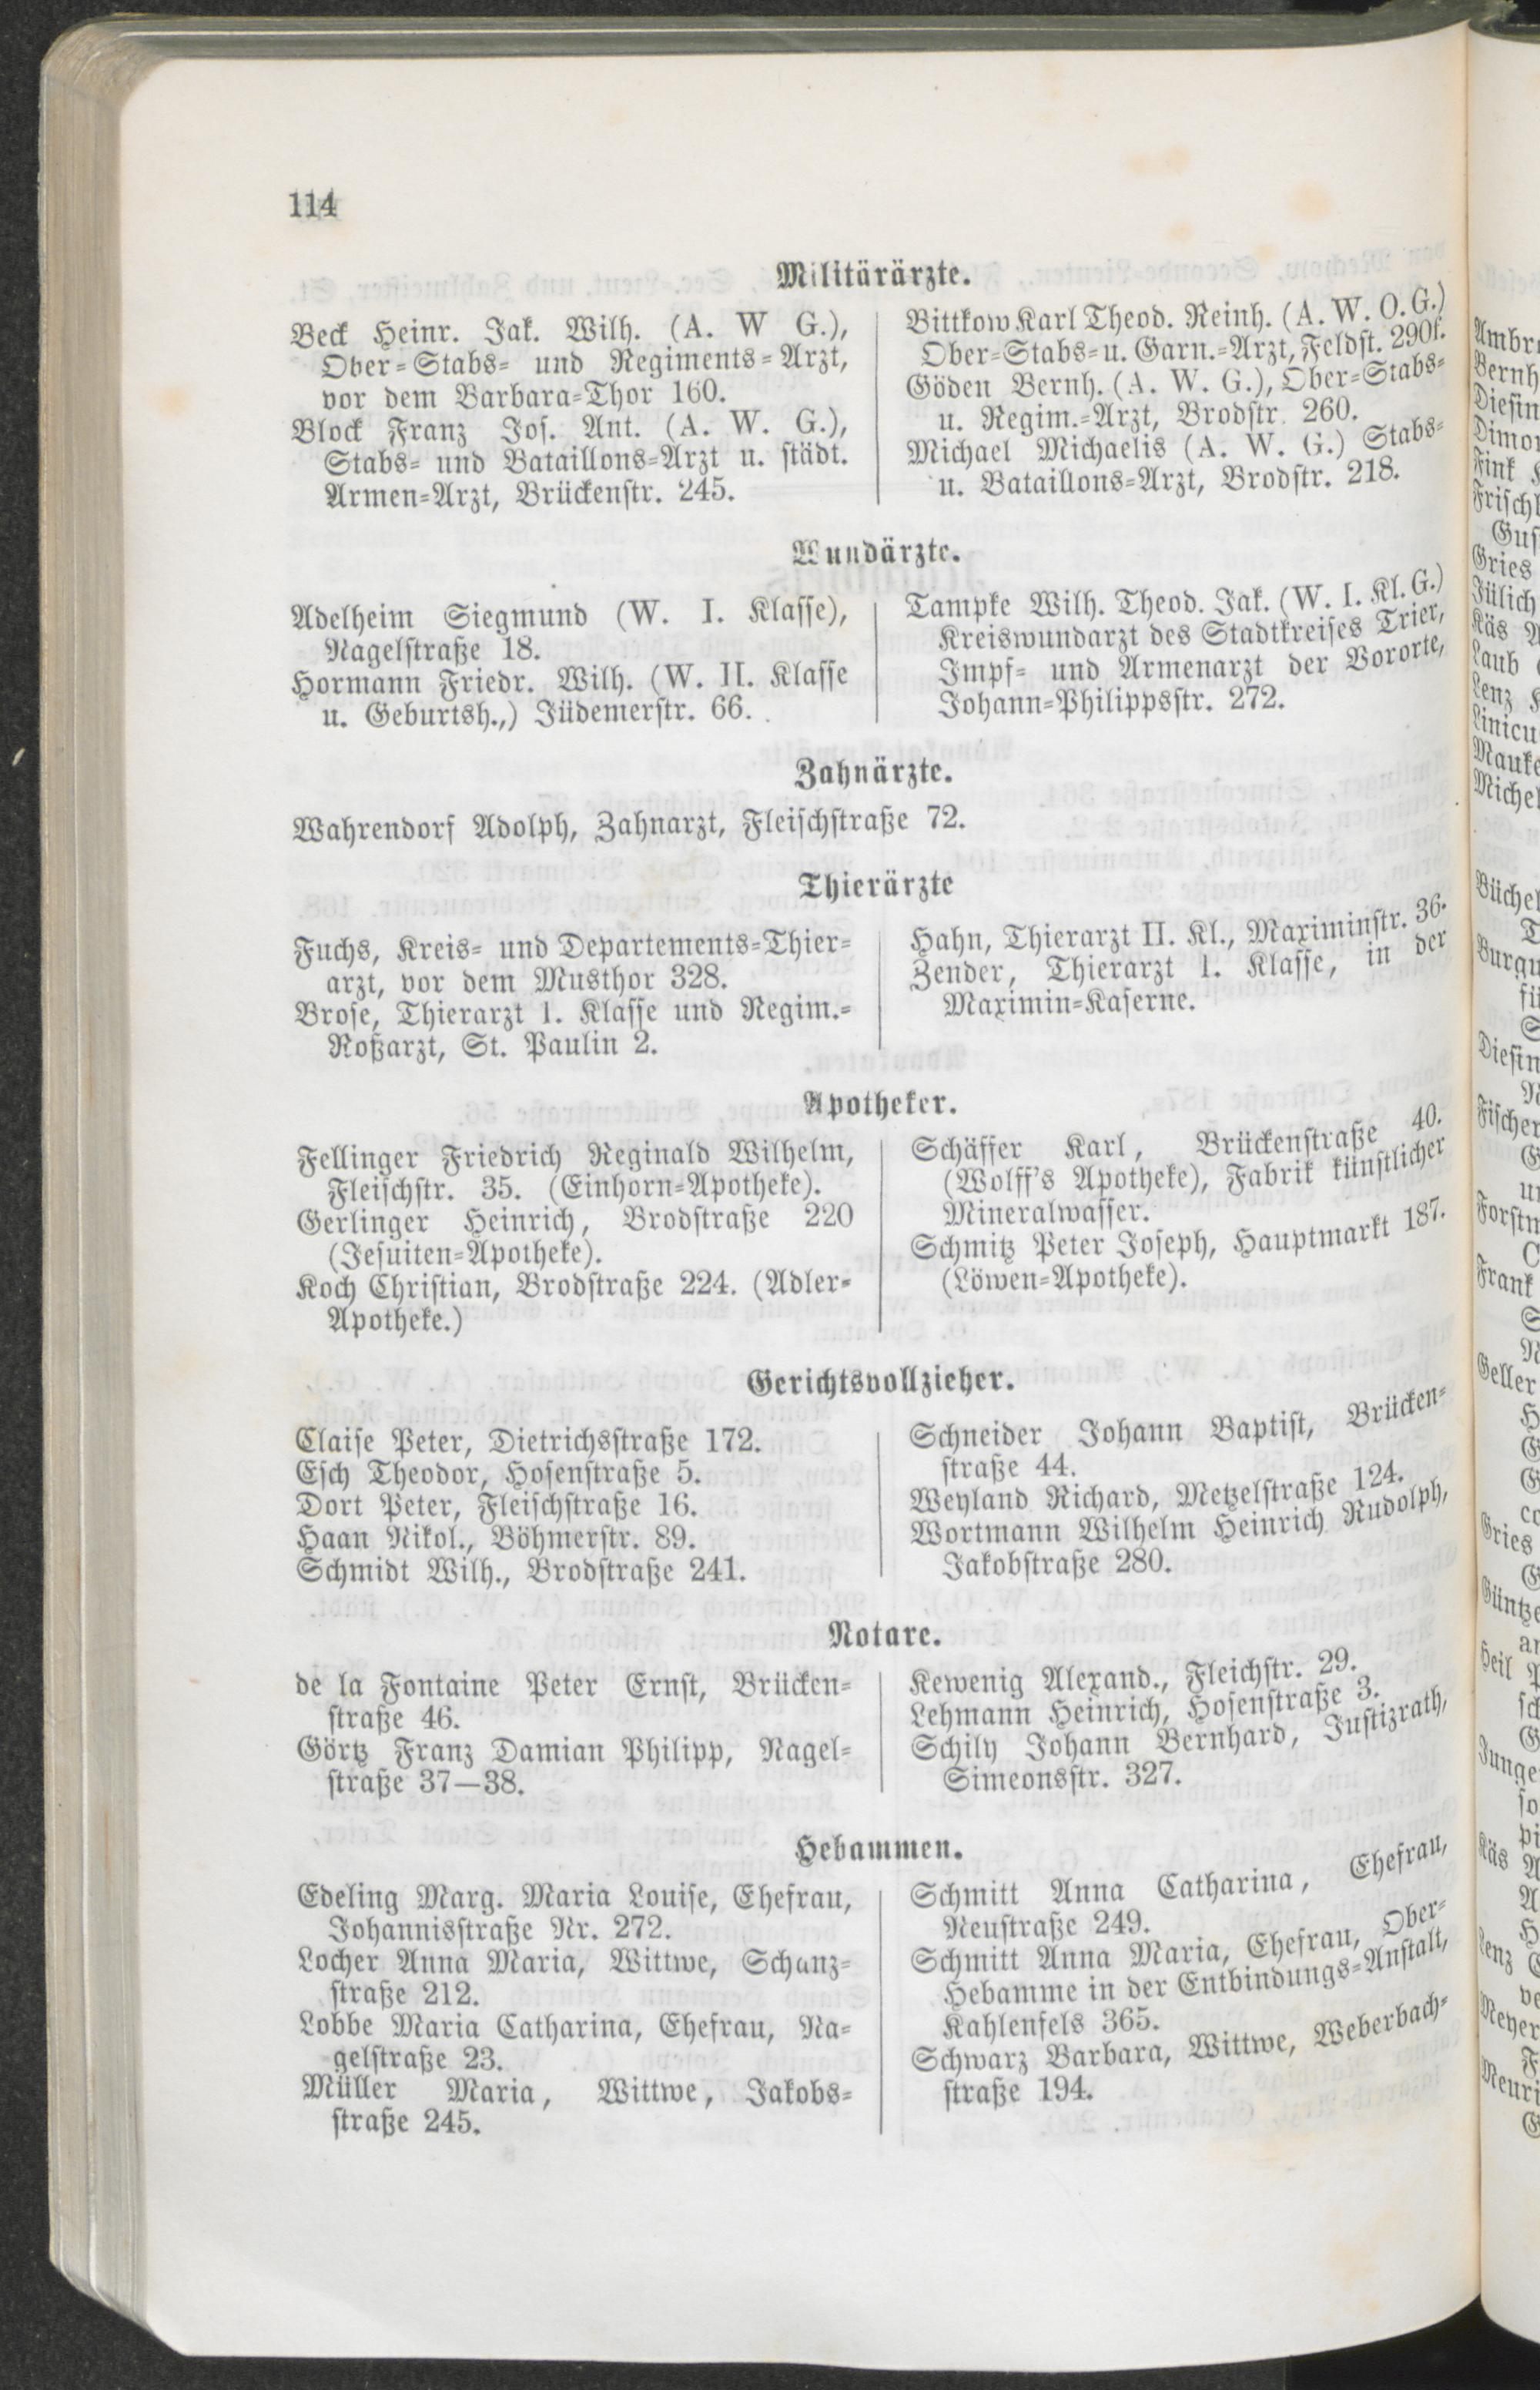 114
Militärärzte.
Beck Heinr. Jak. Wilh. (A. W G.),
Ober-Stabs- und Regiments-Arzt,
vor dem Barbara-Thor 160.
Block Franz Jos. Ant. (A. W. G.),
Stabs- und Bataillons-Arzt u. städt.
Armen-Arzt, Brückenstr. 245.
Bittkow Karl Theod. Reinh. (A. W. O. G.)
Ober-Stabs- u. Garn.-Arzt, Feldst. 290f.
Göden Bernh. (A. W. G.), Ober-Stabs-
u. Regim.-Arzt, Brodstr. 260.
Michael Michaelis (A. W. G.) Stabs-
u. Bataillons-Arzt, Brodstr. 218.
Wundärzte.
Adelheim Siegmund (W. I. Klasse),
Nagelstraße 18.
Hormann Friedr. Wilh. (W. II. Klasse
u. Geburtsh.,) Jüdemerstr. 66.
Tampke Wilh. Theod. Jak. (W. I. Kl. G.)
Kreiswundarzt des Stadtkreises Trier,
Impf- und Armenarzt der Vororte,
Johann-Philippsstr. 272.
Zahnärzte.
Wahrendorf Adolph, Zahnarzt, Fleischstraße 72.
Thierärzte
Fuchs, Kreis- und Departements-Thier-
arzt, vor dem Musthor 328.
Brose, Thierarzt 1. Klasse und Regim.-
Roßarzt, St. Paulin 2.
Hahn, Thierarzt II. Kl., Maximinstr. 36.
Zender, Thierarzt 1. Klasse, in der
Maximin-Kaserne.
Apotheker.
Fellinger Friedrich Reginald Wilhelm,
Fleischstr. 35. (Einhorn-Apotheke).
Gerlinger Heinrich, Brodstraße 220
(Jesuiten-Apotheke).
Koch Christian, Brodstraße 224. (Adler-
Apotheke.)
Schäffer Karl, Brückenstraße 40.
(Wolff's Apotheke), Fabrik künstlicher
Mineralwasser.
Schmitz Peter Joseph, Hauptmarkt 187.
(Löwen-Apotheke).
Gerichtsvollzieher.
Claise Peter, Dietrichsstraße 172.
Esch Theodor, Hosenstraße 5.
Dort Peter, Fleischstraße 16.
Haan Nikol., Böhmerstr. 89.
Schmidt Wilh., Brodstraße 241.
Schneider Johann Baptist, Brücken-
straße 44.
Weyland Richard, Metzelstraße 124.
Wortmann Wilhelm Heinrich Rudolph,
Jakobstraße 280.
Notare.
de la Fontaine Peter Ernst, Brücken-
straße 46.
Görtz Franz Damian Philipp, Nagel-
straße 37—38.
Kewenig Alexand., Fleichstr. 29.
Lehmann Heinrich, Hosenstraße 3.
Schily Johann Bernhard, Justizrath,
Simeonsstr. 327.
Hebammen.
Edeling Marg. Maria Louise, Ehefrau,
Johannisstraße Nr. 272.
Locher Anna Maria, Wittwe, Schanz-
straße 212.
Lobbe Maria Catharina, Ehefrau, Na-
gelstraße 23.
Müller Maria, Wittwe, Jakobs-
straße 245.
Schmitt Anna Catharina, Ehefrau,
Neustraße 249.
Schmitt Anna Maria, Ehefrau, Ober-
Hebamme in der Entbindungs-Anstalt,
Kahlenfels 365.
Schwarz Barbara, Wittwe, Weberbach-
straße 194.